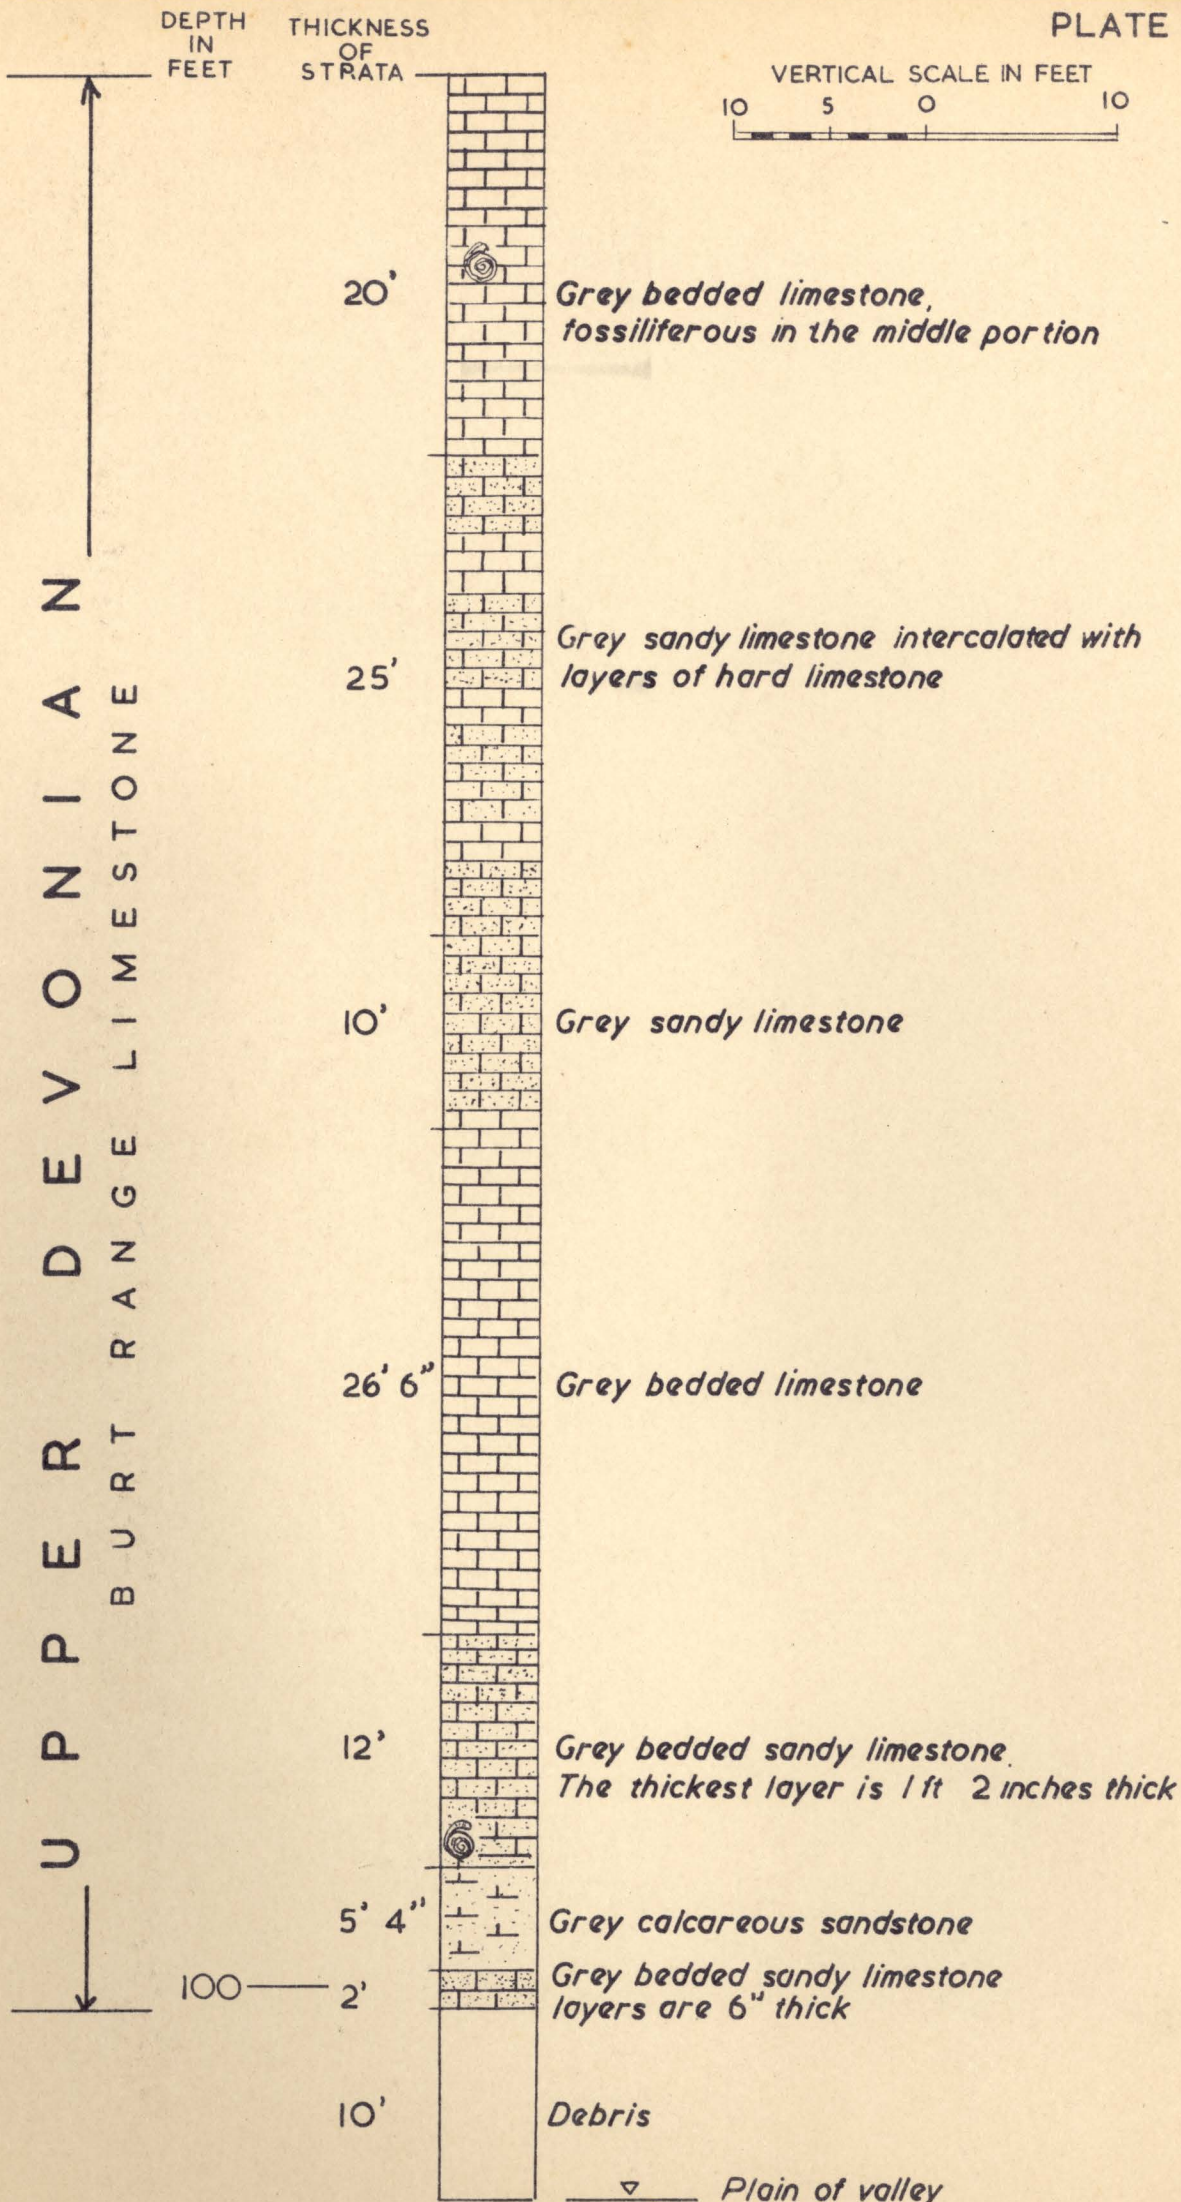 DEPTH
IN
FEET
THICKNESS
OF
STRATA
PLATE
VERTICAL SCALE IN FEET
10 5 0 10
UPPER DEVONIAN
BURT RANGE LIMESTONE
20'
Grey bedded limestone,
fossiliferous in the middle portion
25'
Grey sandy limestone intercalated with
layers of hard limestone
10'
Grey sandy limestone
26' 6"
Grey bedded limestone
12'
Grey bedded sandy limestone.
The thickest layer is 1 ft 2 inches thick
5' 4"
Grey calcareous sandstone
100
2'
Grey bedded sandy limestone
layers are 6" thick
10'
Debris
Plain of valley